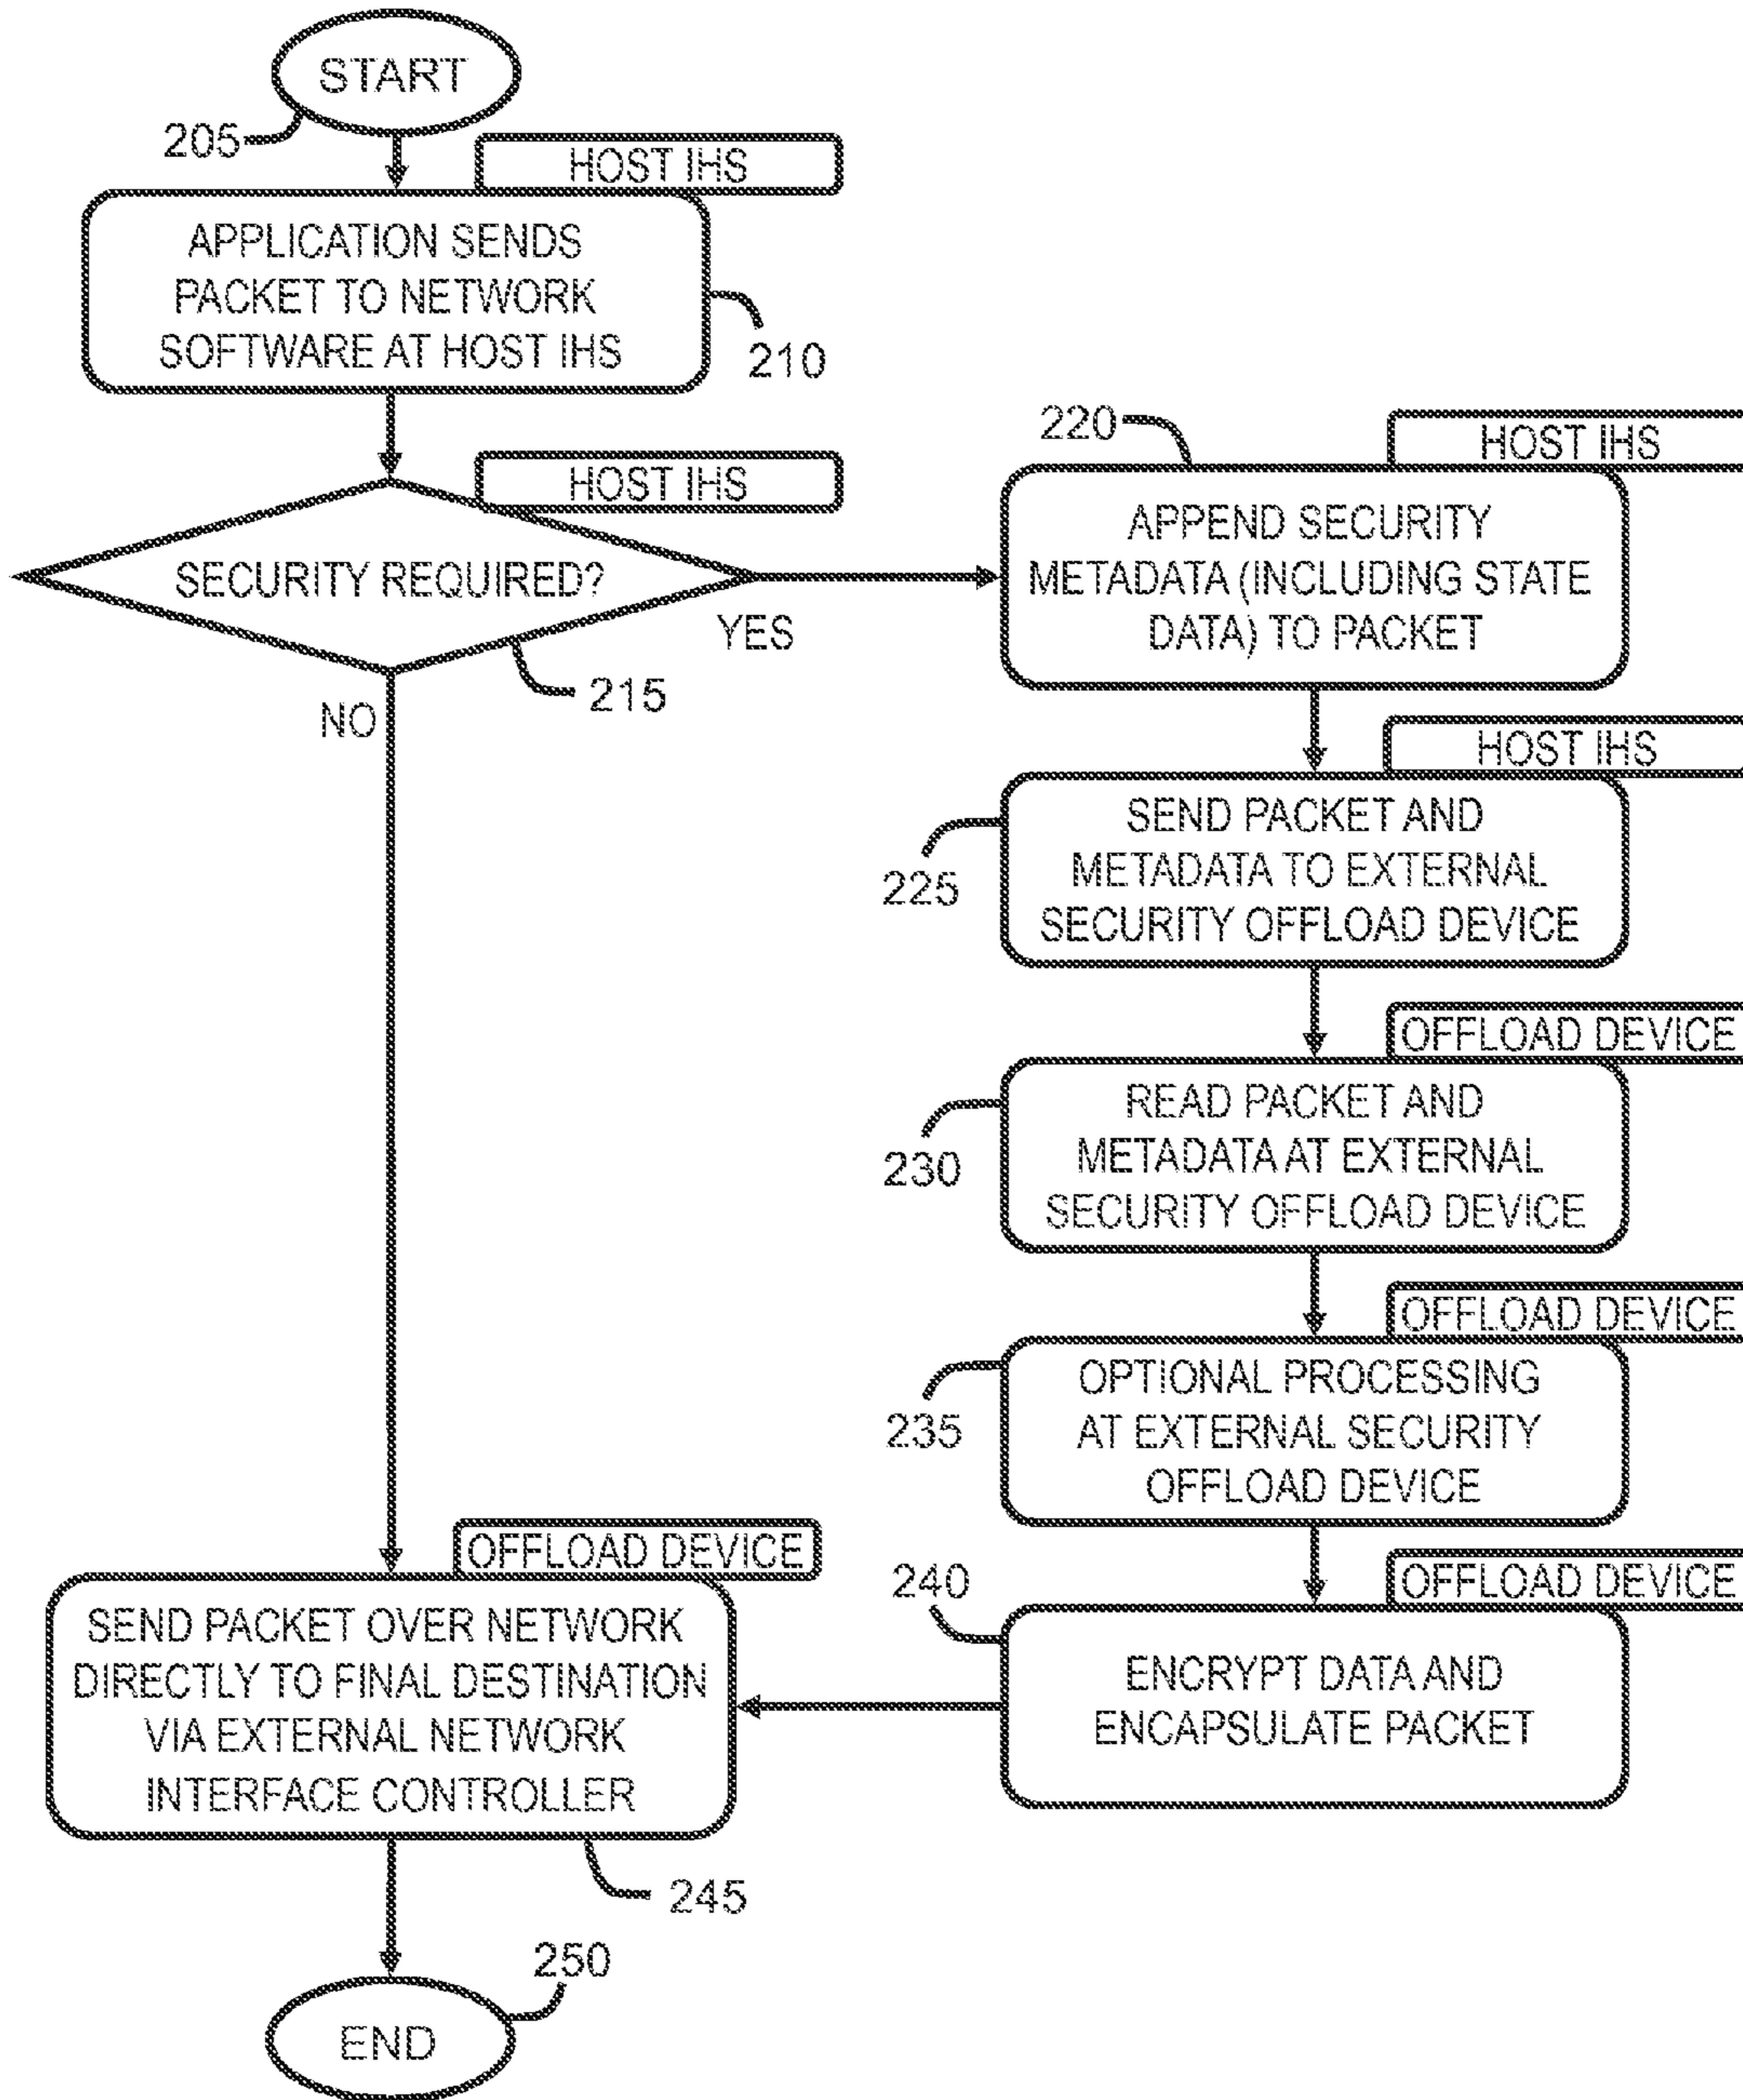 START
205
HOST IHS
APPLICATION SENDS
PACKET TO NETWORK
SOFTWARE AT HOST IHS
210
HOST IHS
SECURITY REQUIRED?
YES
215
NO
220
HOST IHS
APPEND SECURITY
METADATA (INCLUDING STATE
DATA) TO PACKET
HOST IHS
SEND PACKET AND
METADATA TO EXTERNAL
SECURITY OFFLOAD DEVICE
225
OFFLOAD DEVICE
READ PACKET AND
METADATA AT EXTERNAL
SECURITY OFFLOAD DEVICE
230
OFFLOAD DEVICE
OPTIONAL PROCESSING
AT EXTERNAL SECURITY
OFFLOAD DEVICE
235
OFFLOAD DEVICE
240
ENCRYPT DATA AND
ENCAPSULATE PACKET
OFFLOAD DEVICE
SEND PACKET OVER NETWORK
DIRECTLY TO FINAL DESTINATION
VIA EXTERNAL NETWORK
INTERFACE CONTROLLER
245
250
END